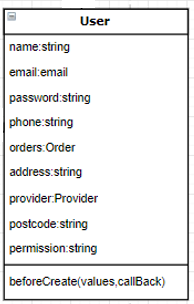 User
name:string
email:email
password:string
phone:string
orders:Order
address:string
provider:Provider
postcode:string
permission:string
beforeCreate(values,callBack)